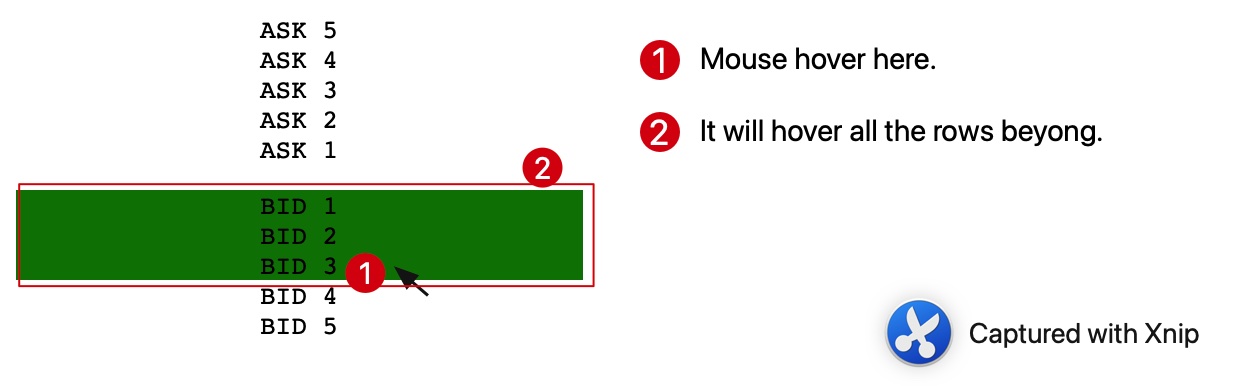 ASK 5
ASK 4
ASK 3
ASK 2
ASK 1
2
BID 1
BID 2
BID 3
1
BID 4
BID 5
1 Mouse hover here.
2 It will hover all the rows beyong.
Captured with Xnip